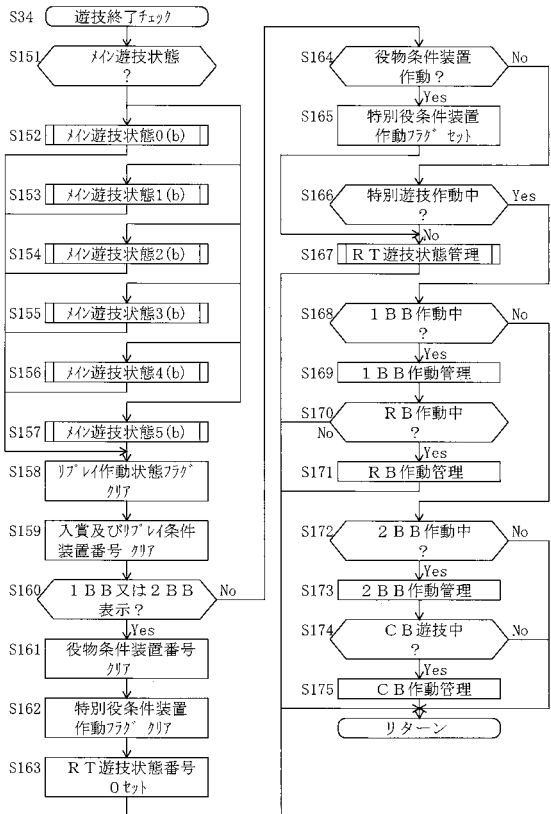 S34 遊技終了チェック
S151 ﾒｲﾝ遊技状態
?
S152 ﾒｲﾝ遊技状態0(b)
S153 ﾒｲﾝ遊技状態1(b)
S154 ﾒｲﾝ遊技状態2(b)
S155 ﾒｲﾝ遊技状態3(b)
S156 ﾒｲﾝ遊技状態4(b)
S157 ﾒｲﾝ遊技状態5(b)
S158 ﾘﾌﾟﾚｲ作動状態ﾌﾗｸﾞ
ｸﾘｱ
S159 入賞及びﾘﾌﾟﾚｲ条件
装置番号 ｸﾘｱ
S160 1BB又は2BB No
表示?
Yes
S161 役物条件装置番号
ｸﾘｱ
S162 特別役条件装置
作動ﾌﾗｸﾞ ｸﾘｱ
S163 RT遊技状態番号
0ｾｯﾄ
S164 役物条件装置 No
作動?
Yes
S165 特別役条件装置
作動ﾌﾗｸﾞ ｾｯﾄ
S166 特別遊技作動中 Yes
?
No
S167 RT遊技状態管理
S168 1BB作動中 No
?
Yes
S169 1BB作動管理
S170 RB作動中
No ?
Yes
S171 RB作動管理
S172 2BB作動中 No
?
Yes
S173 2BB作動管理
S174 CB遊技中 No
?
Yes
S175 CB作動管理
リターン